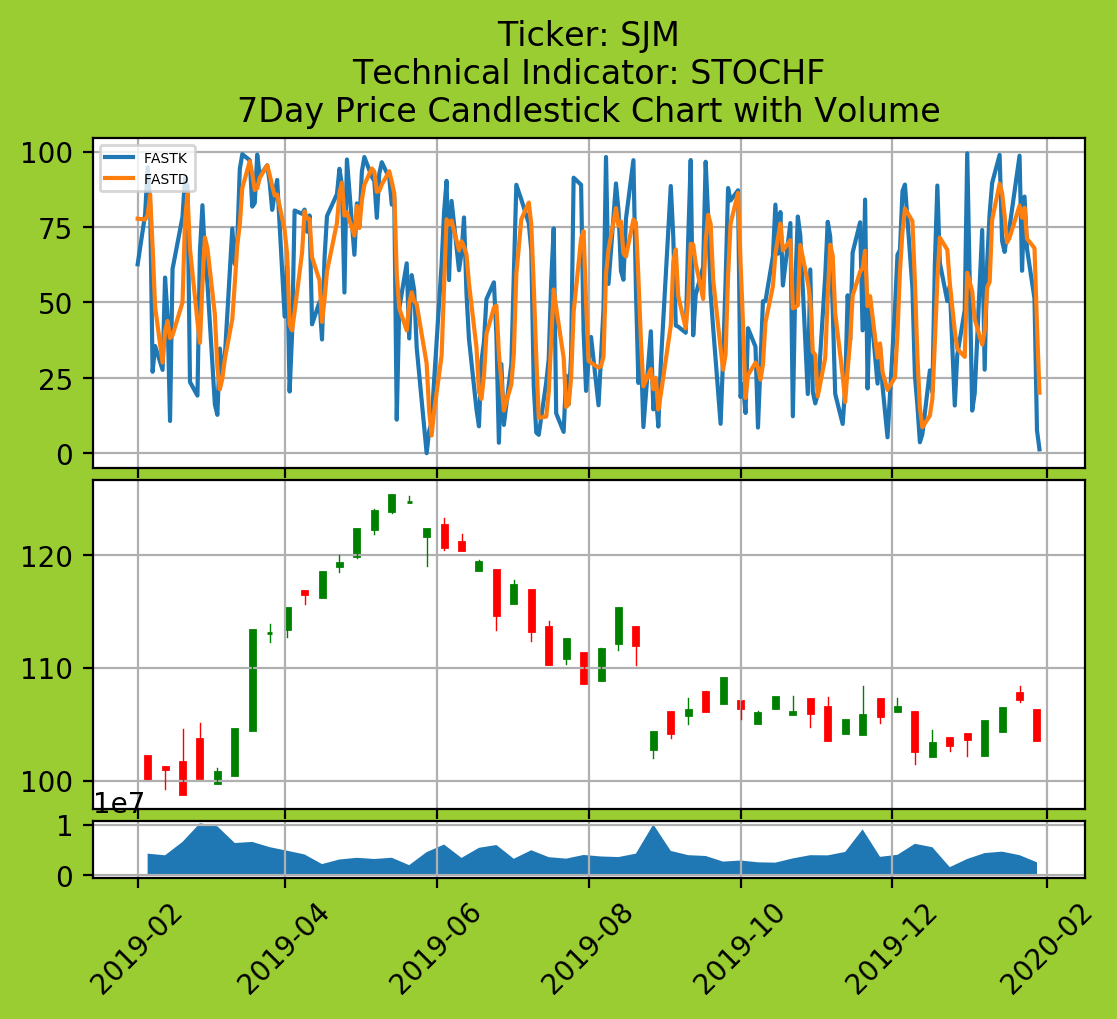 Ticker: SJM
Technical Indicator: STOCHF
7Day Price Candlestick Chart with Volume
100
75
50
25
0
FASTK
FASTD
120
110
100
1e7
1
0
2019-02
2019-04
2019-06
2019-08
2019-10
2019-12
2020-02